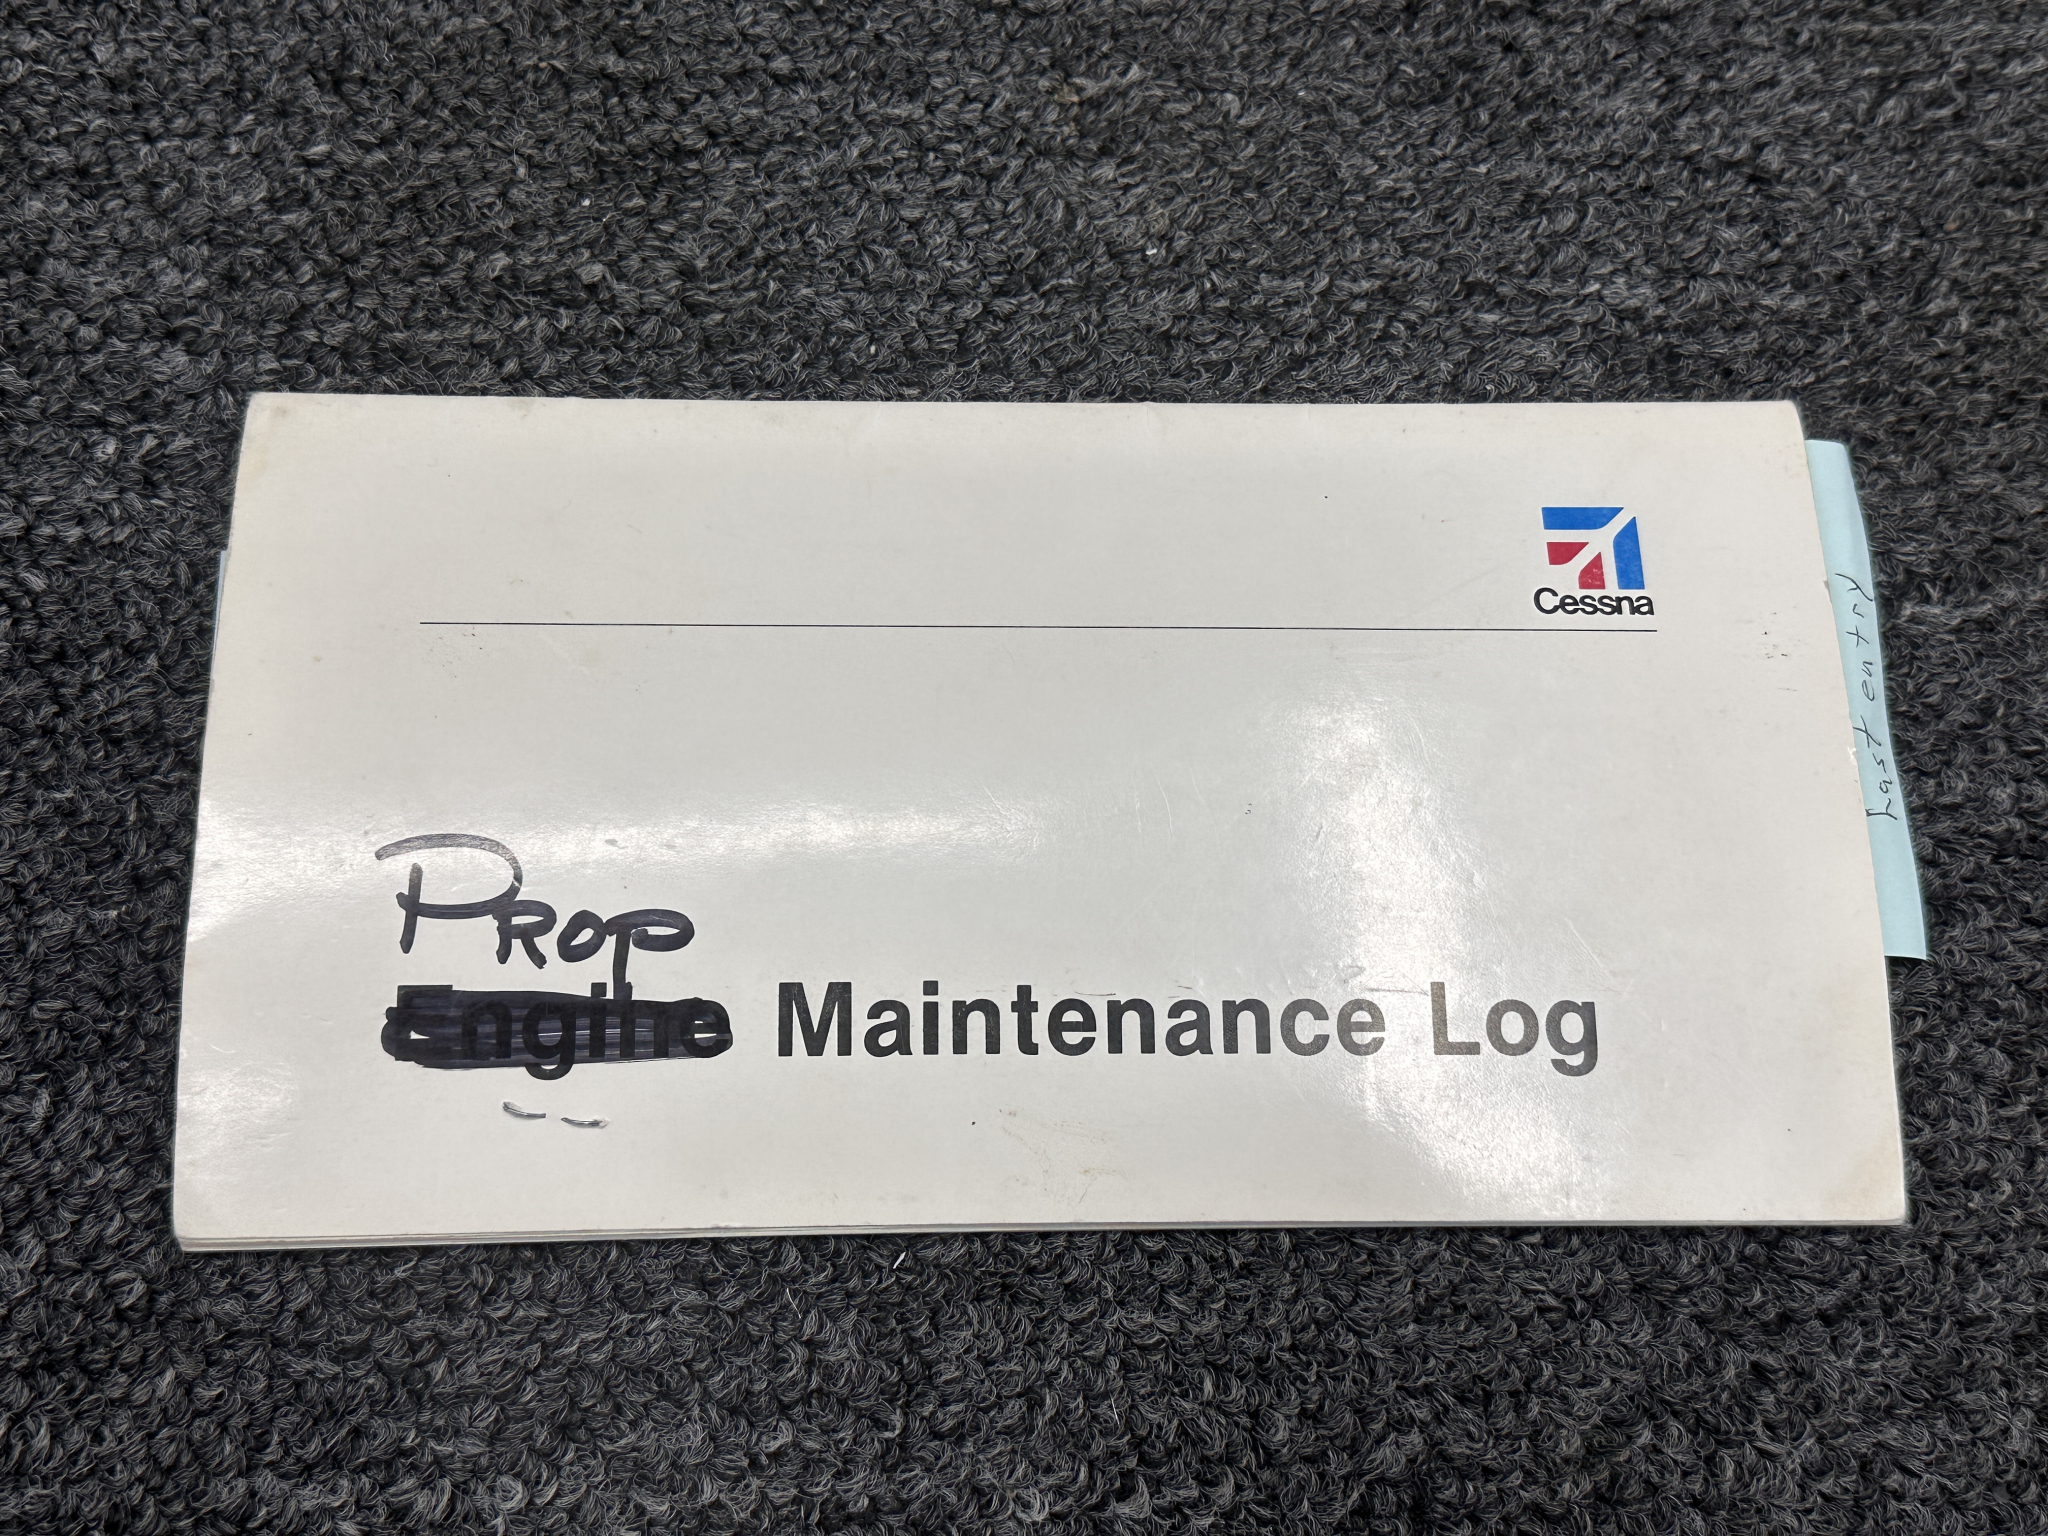 Cessna
PROP
Engine Maintenance Log
Last entry